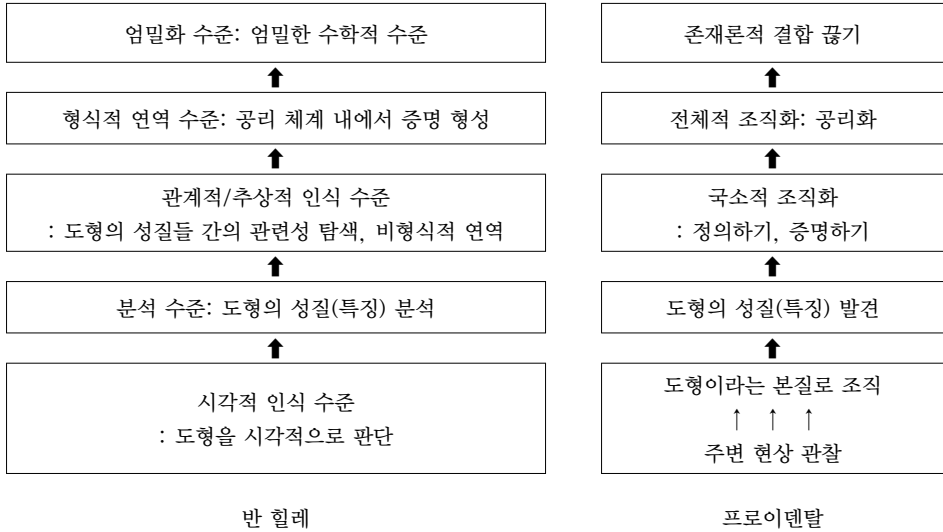 엄밀화 수준: 엄밀한 수학적 수준
형식적 연역 수준: 공리 체계 내에서 증명 형성
관계적/추상적 인식 수준
: 도형의 성질들 간의 관련성 탐색, 비형식적 연역
분석 수준: 도형의 성질(특징) 분석
시각적 인식 수준
: 도형을 시각적으로 판단
반 힐레
존재론적 결합 끊기
전체적 조직화: 공리화
국소적 조직화
: 정의하기, 증명하기
도형의 성질(특징) 발견
도형이라는 본질로 조직
주변 현상 관찰
프로이덴탈